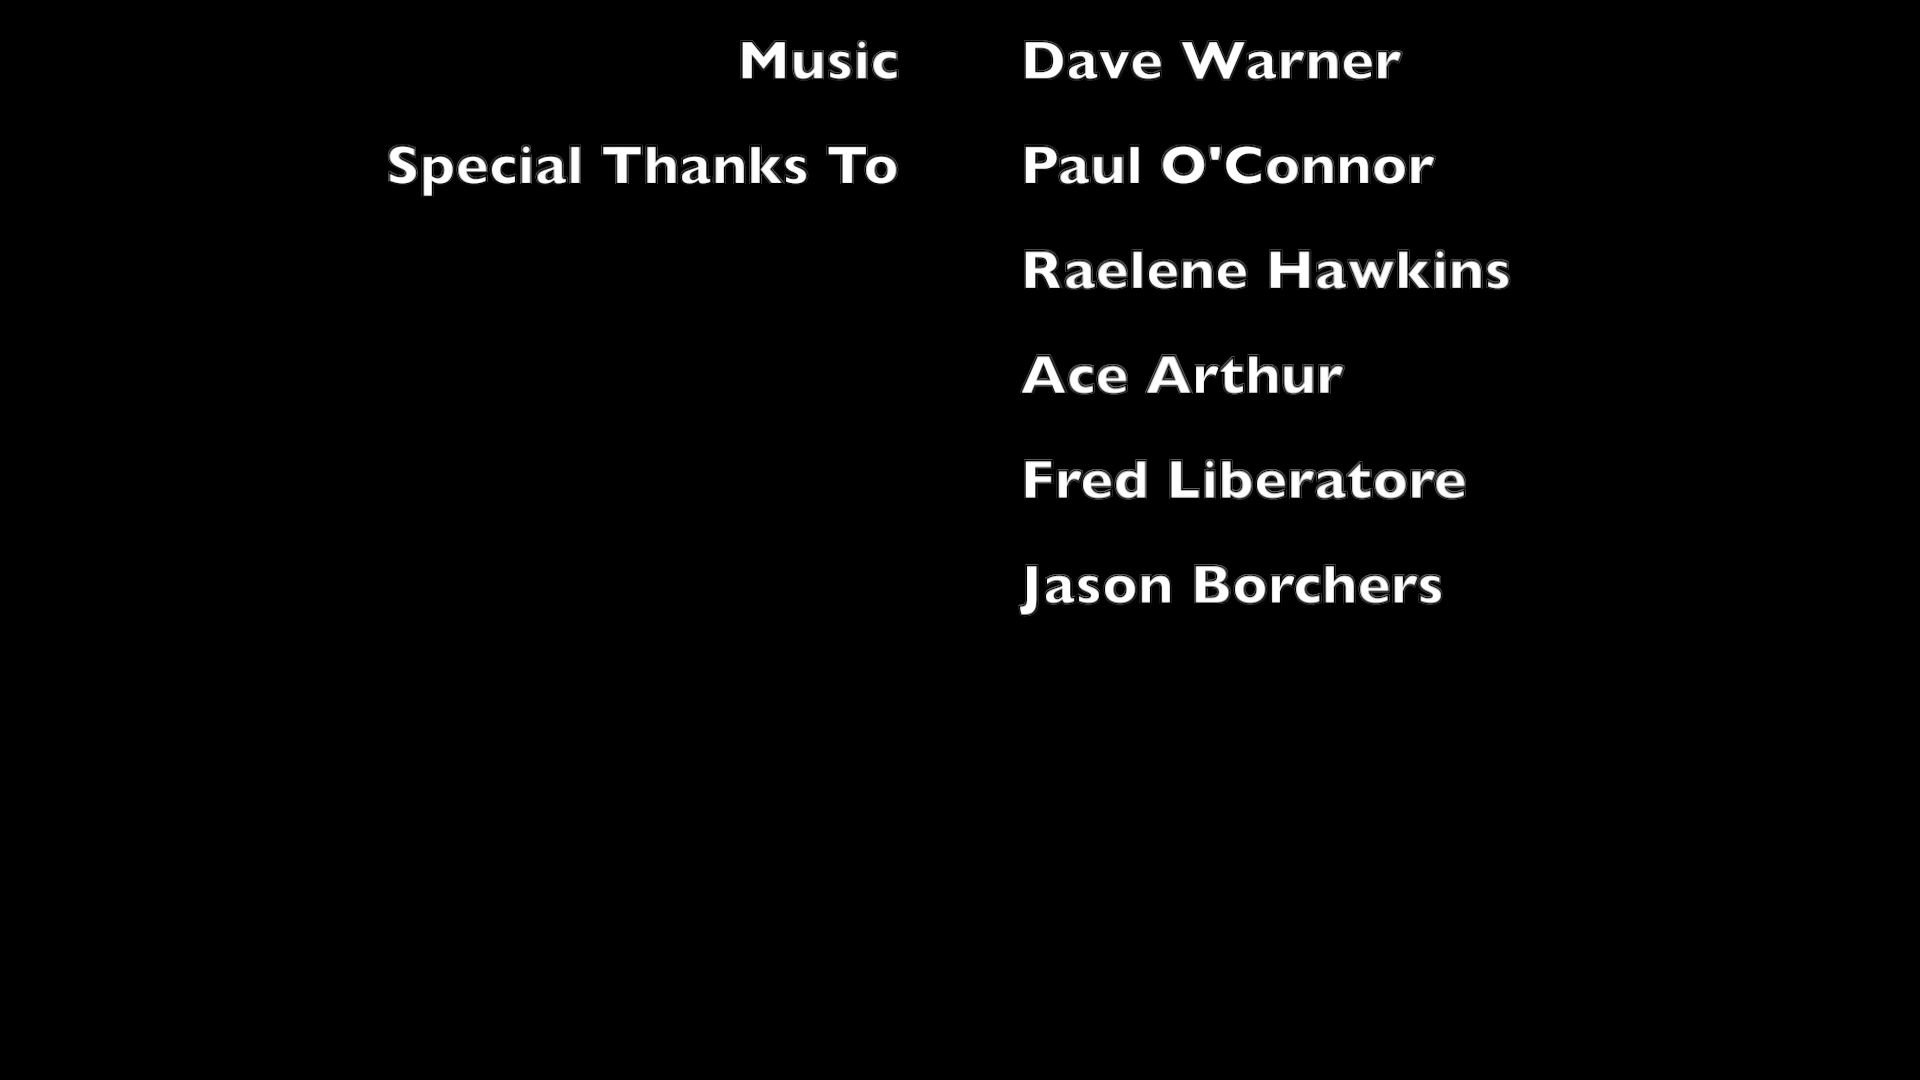 Music Dave Warner
Special Thanks To Paul O'Connor
Raelene Hawkins
Ace Arthur
Fred Liberatore
Jason Borchers